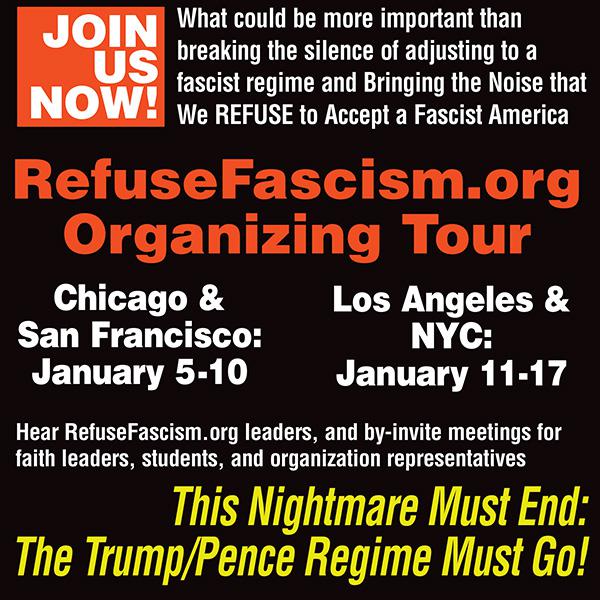 JOIN
US
NOW!
What could be more important than
breaking the silence of adjusting to a
fascist regime and Bringing the Noise that
We REFUSE to Accept a Fascist America
RefuseFascism.org
Organizing Tour
Chicago &
San Francisco:
January 5-10
Los Angeles &
NYC:
January 11-17
Hear RefuseFascism.org leaders, and by-invite meetings for
faith leaders, students, and organization representatives
This Nightmare Must End:
The Trump/Pence Regime Must Go!